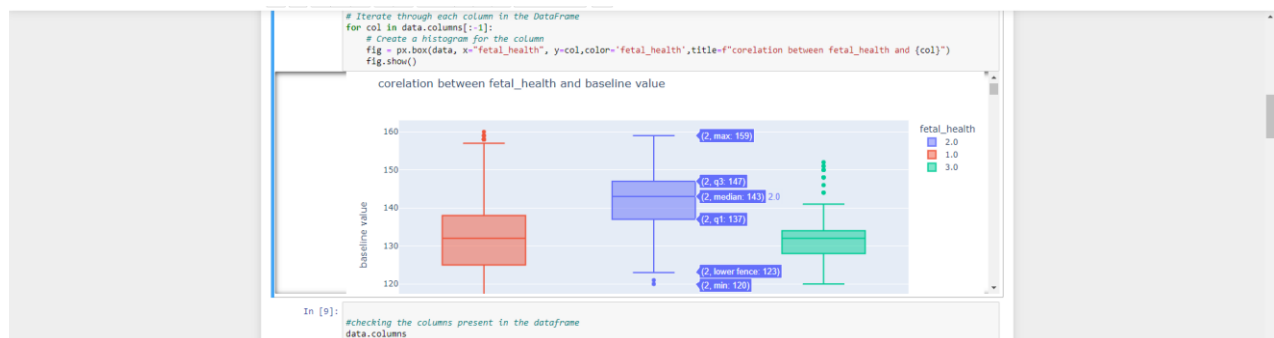 # Iterate through each column in the DataFrame
for col in data.columns[:-1]:
# Create a histogram for the column
fig = px.box(data, x="fetal_health", y=col,color='fetal_health',title=f"corelation between fetal_health and {col}")
fig.show()
corelation between fetal_health and baseline value
160
150
140
130
120
baseline value
(2, max: 159)
(2, q3: 147)
(2, median: 143) 2.0
(2, q1: 137)
(2, lower fence: 123)
(2, min: 120)
fetal_health
2.0
1.0
3.0
In [9]:
#checking the columns present in the dataframe
data.columns